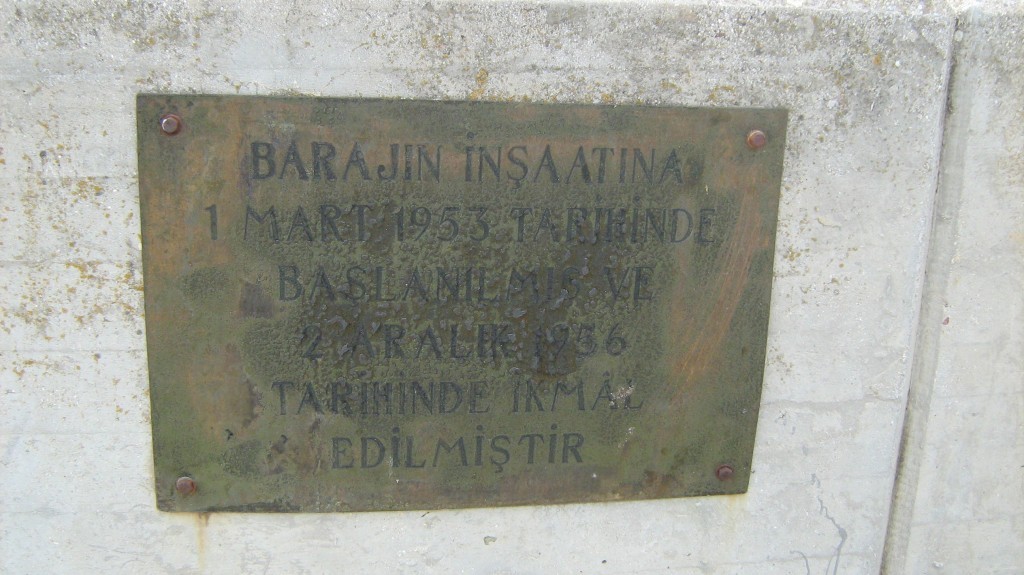 BARAJIN İNŞAATINA
1 MART 1953 TARİHİNDE
BAŞLANILMIŞ VE
2 ARALIK 1956
TARİHİNDE İKMÂL
EDİLMİŞTİR